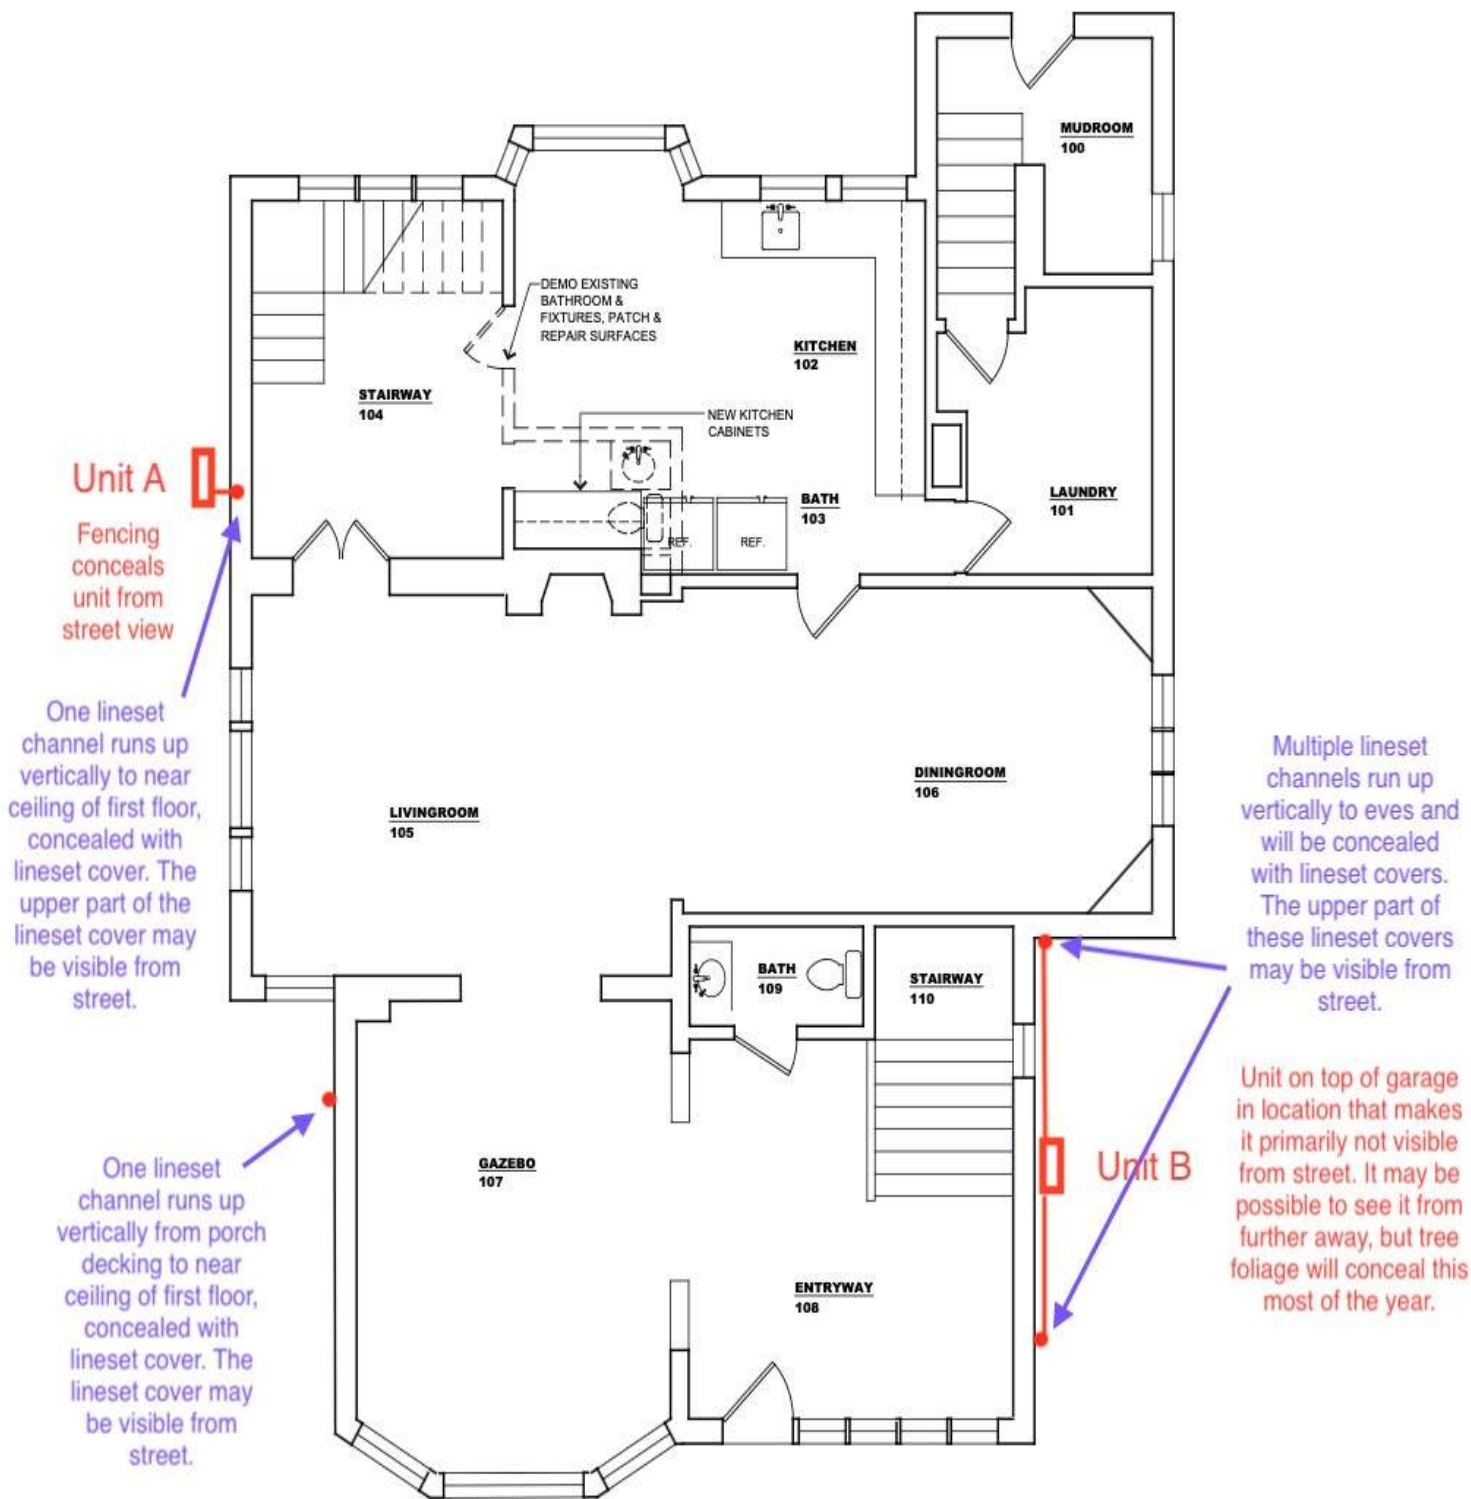 MUDROOM
100
DEMO EXISTING
BATHROOM &
FIXTURES, PATCH &
REPAIR SURFACES
KITCHEN
102
STAIRWAY
104
NEW KITCHEN
CABINETS
Unit A
Fencing
conceals
unit from
street view
BATH
103
LAUNDRY
101
REF.
REF.
One lineset
channel runs up
vertically to near
ceiling of first floor,
concealed with
lineset cover. The
upper part of the
lineset cover may
be visible from
street.
LIVINGROOM
105
DININGROOM
106
Multiple lineset
channels run up
vertically to eves and
will be concealed
with lineset covers.
The upper part of
these lineset covers
may be visible from
street.
BATH
109
STAIRWAY
110
Unit on top of garage
in location that makes
it primarily not visible
from street. It may be
possible to see it from
further away, but tree
foliage will conceal this
most of the year.
Unit B
GAZEBO
107
One lineset
channel runs up
vertically from porch
decking to near
ceiling of first floor,
concealed with
lineset cover. The
lineset cover may
be visible from
street.
ENTRYWAY
108